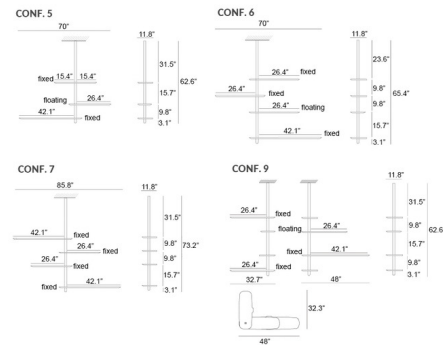 CONF. 5
70"
11.8"
31.5"
fixed 15.4" 15.4"
62.6"
floating 26.4"
15.7"
42.1"
9.8"
fixed
3.1"
CONF. 6
70"
11.8"
23.6"
26.4" fixed
26.4"
9.8"
65.4"
fixed
9.8"
26.4" floating
15.7"
42.1" fixed
3.1"
CONF. 7
85.8"
11.8"
31.5"
42.1"
fixed
9.8"
73.2"
26.4" fixed
26.4"
9.8"
fixed
15.7"
fixed 42.1"
3.1"
CONF. 9
11.8"
31.5"
26.4" fixed
floating 26.4"
62.6
9.8"
fixed 42.1"
15.7"
9.8"
26.4" fixed
3.1"
32.7" 48"
32.3"
48"